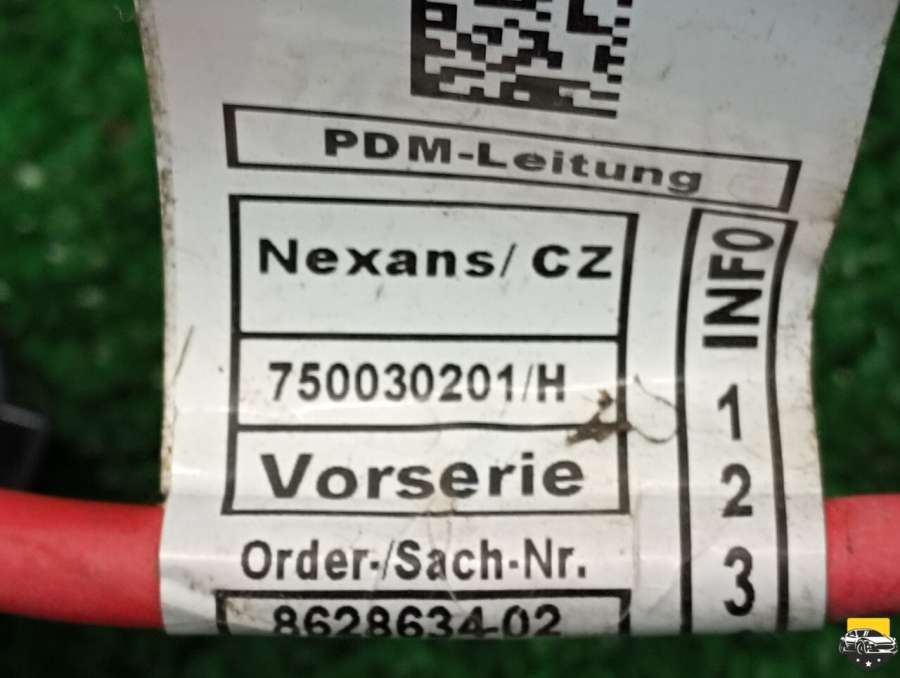 PDM-Leitung
Nexans/ CZ
750030201/H
Vorserie
Order-/Sach-Nr.
8628634-02
INFO
1
2
3